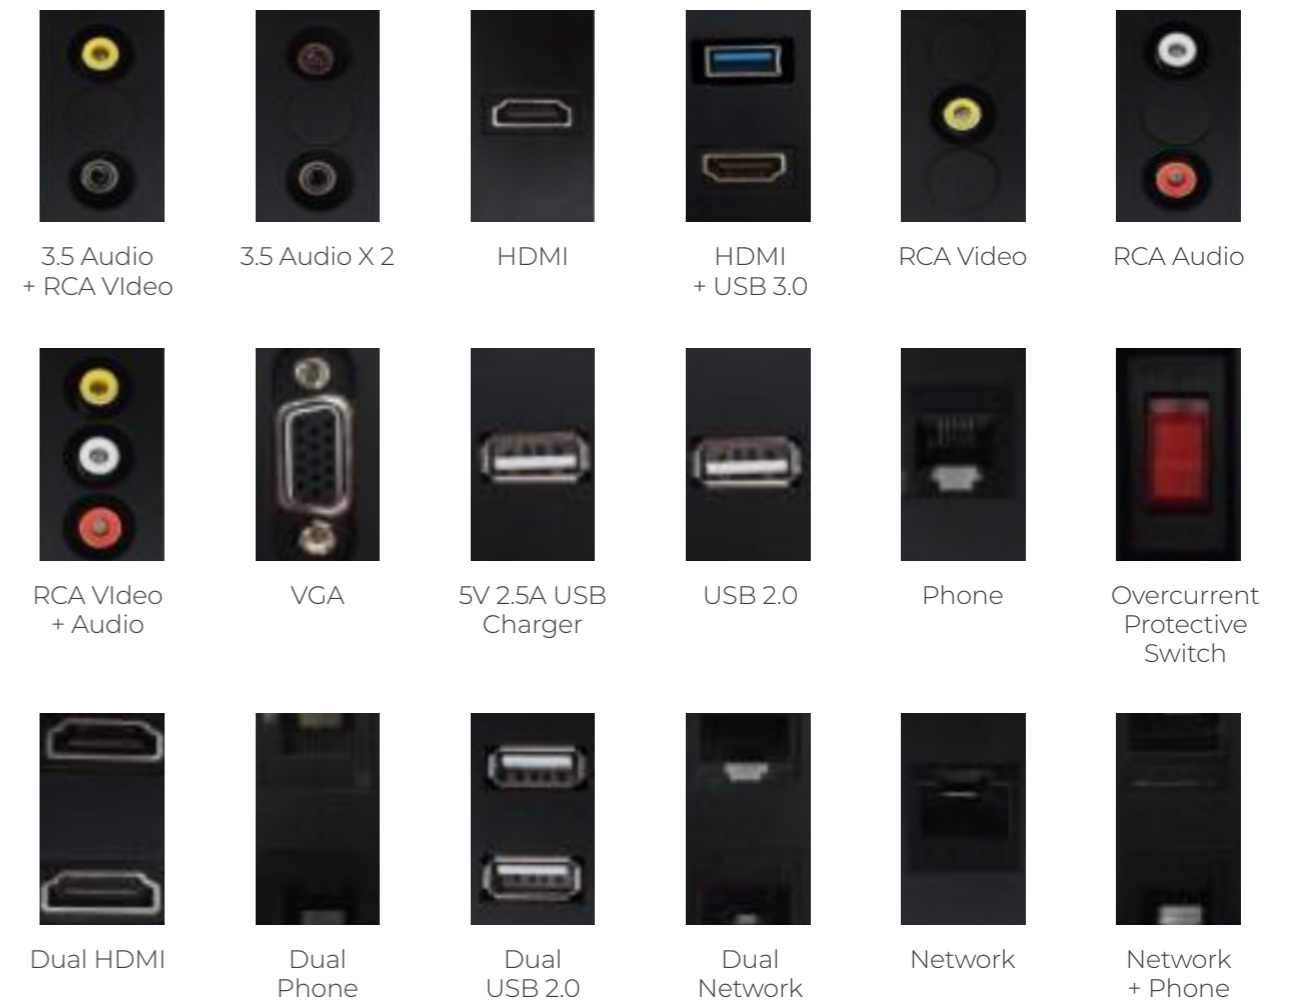 3.5 Audio
+ RCA VIdeo
3.5 Audio X 2
HDMI
HDMI
+ USB 3.0
RCA Video
RCA Audio
RCA VIdeo
+ Audio
VGA
5V 2.5A USB
Charger
USB 2.0
Phone
Overcurrent
Protective
Switch
Dual HDMI
Dual
Phone
Dual
USB 2.0
Dual
Network
Network
Network
+ Phone